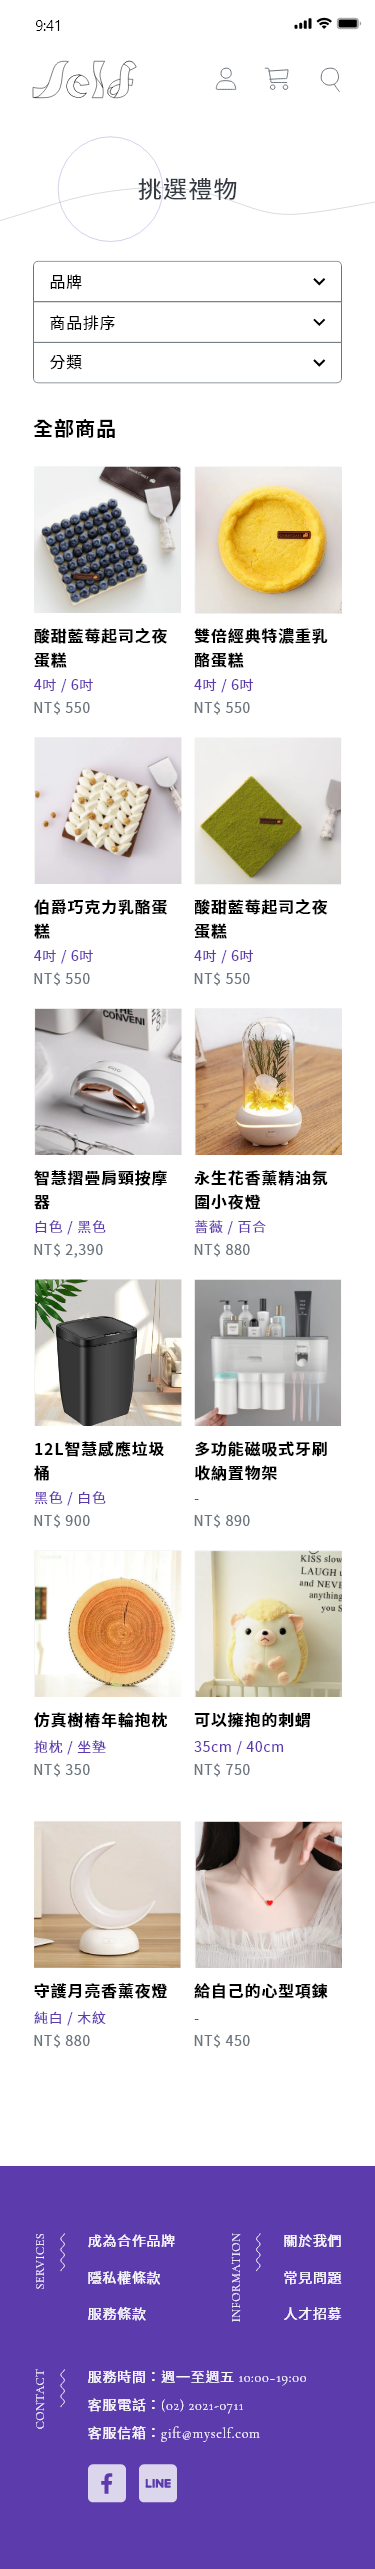 9:41
Self
挑選禮物
品牌
商品排序
分類
全部商品
酸甜藍莓起司之夜
蛋糕
4吋 / 6吋
NT$ 550
雙倍經典特濃重乳
酪蛋糕
4吋 / 6吋
NT$ 550
伯爵巧克力乳酪蛋
糕
4吋 / 6吋
NT$ 550
酸甜藍莓起司之夜
蛋糕
4吋 / 6吋
NT$ 550
THE
CONVENI
智慧摺疊肩頸按摩
器
白色 / 黑色
NT$ 2,390
永生花香薰精油氛
圍小夜燈
薔薇 / 百合
NT$ 880
12L智慧感應垃圾
桶
黑色 / 白色
NT$ 900
多功能磁吸式牙刷
收納置物架
-
NT$ 890
仿真樹樁年輪抱枕
抱枕 / 坐墊
NT$ 350
KISS slow
LAUGH
and NEVE
anything
you
可以擁抱的刺蝟
35cm / 40cm
NT$ 750
守護月亮香薰夜燈
純白 / 木紋
NT$ 880
給自己的心型項鍊
-
NT$ 450
SERVICES
成為合作品牌
隱私權條款
服務條款
INFORMATION
關於我們
常見問題
人才招募
CONTACT
服務時間：週一至週五 10:00-19:00
客服電話：(02) 2021-0711
客服信箱：gift@myself.com
LINE